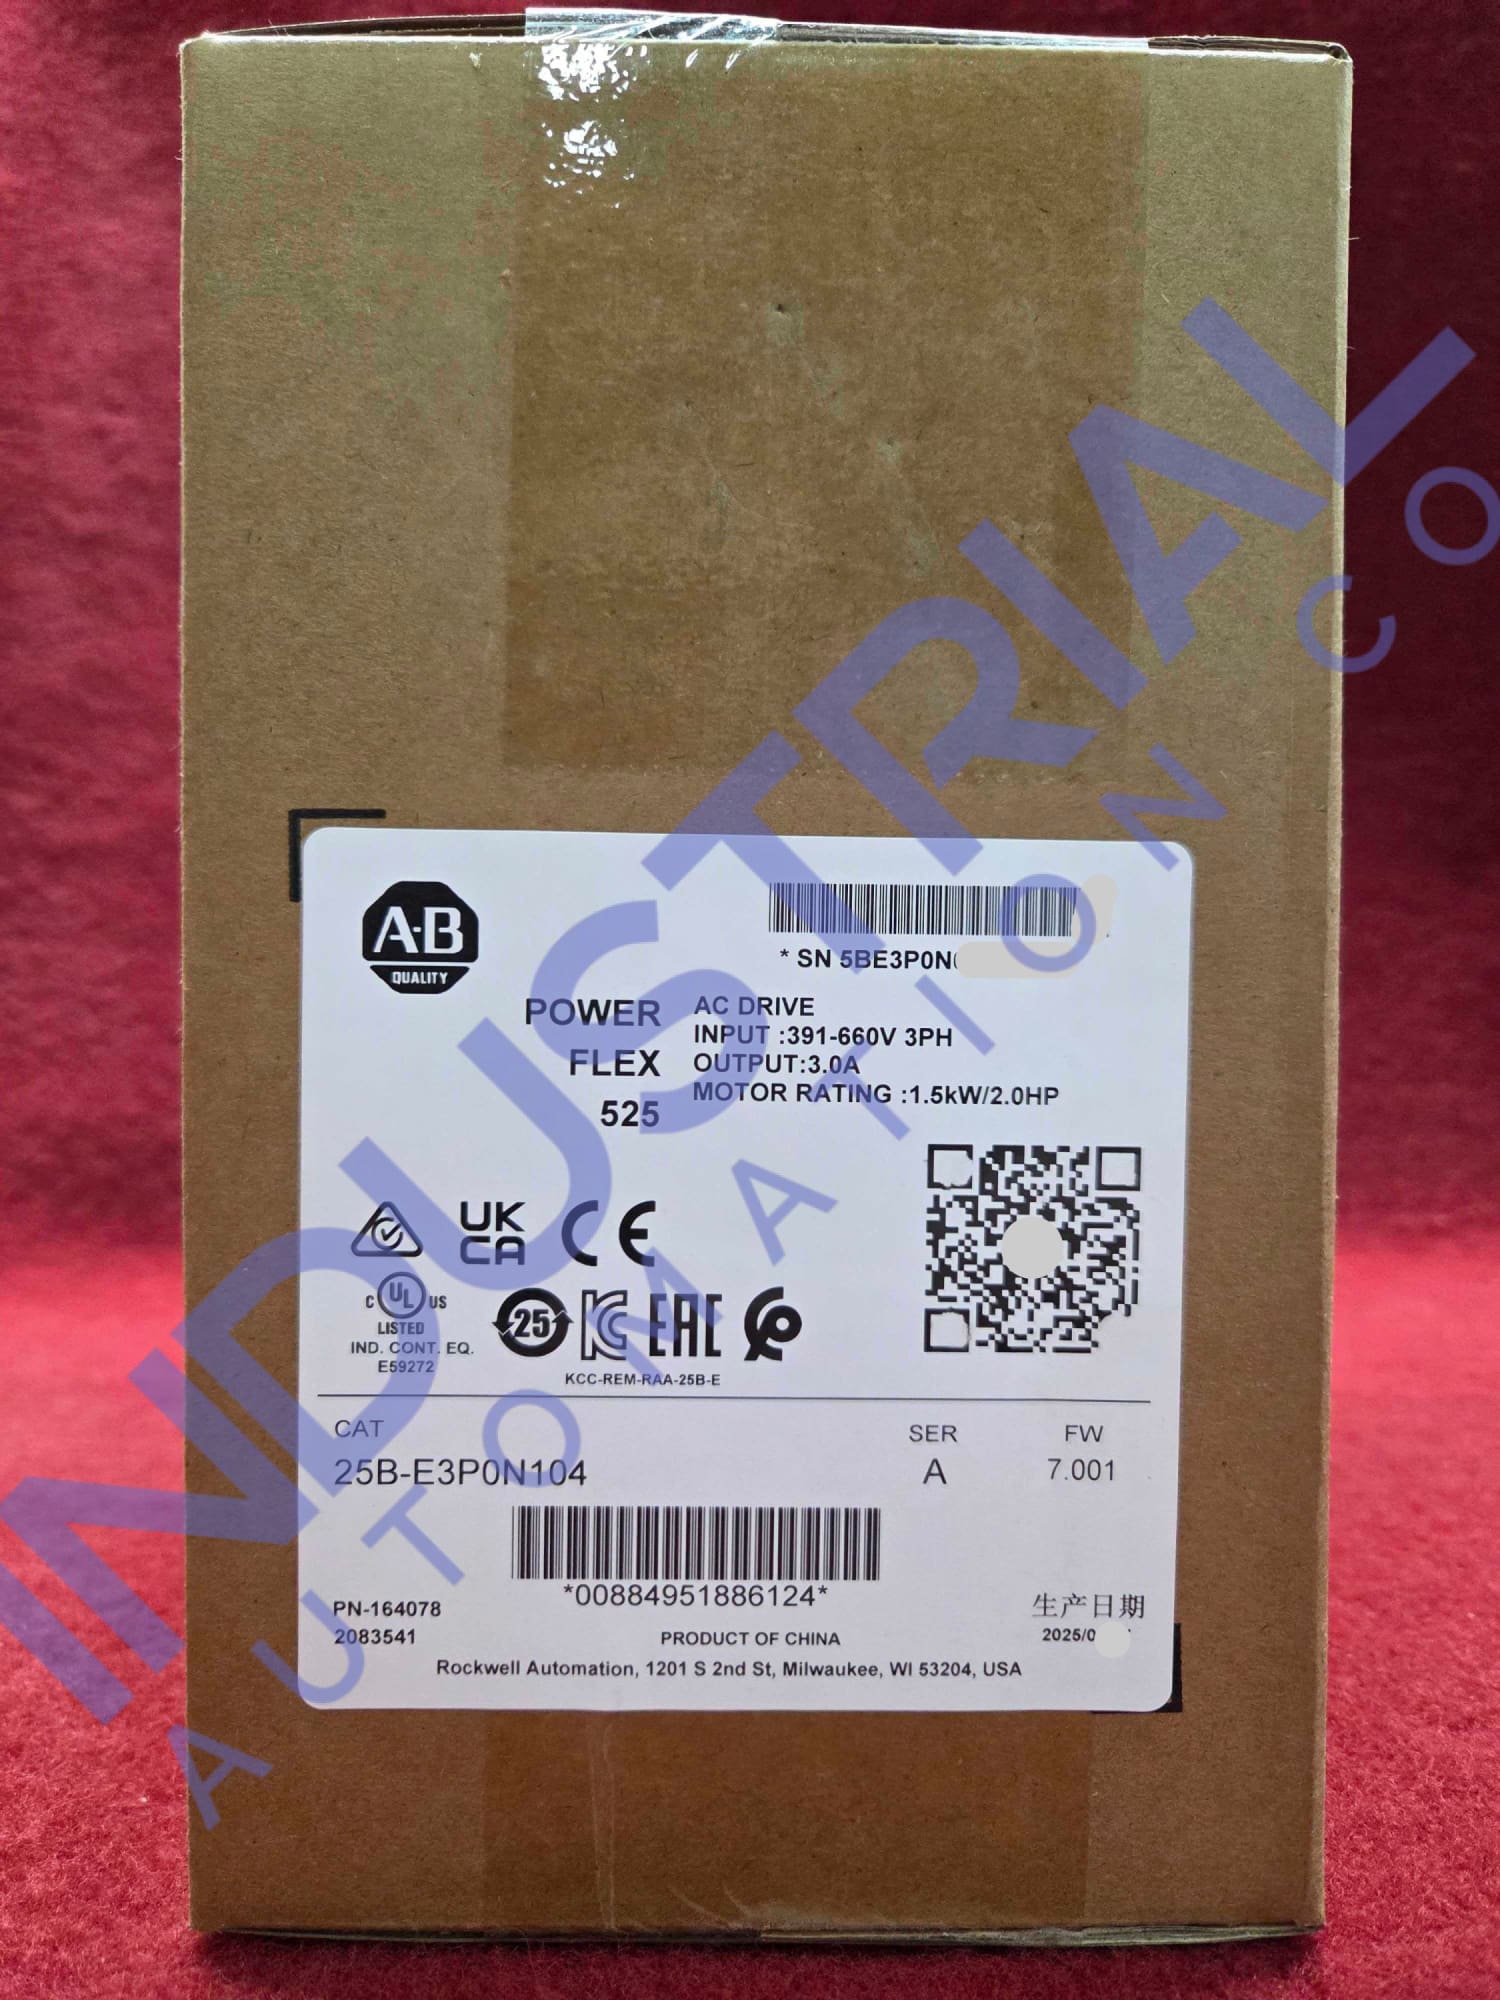 A-B
QUALITY
* SN 5BE3P0N
POWER
FLEX
525
AC DRIVE
INPUT :391-660V 3PH
OUTPUT:3.0A
MOTOR RATING :1.5kW/2.0HP
UK
CA
CE
C UL US
LISTED
IND. CONT. EQ.
E59272
25
KC
EAC
KCC-REM-RAA-25B-E
CAT
25B-E3P0N104
SER
A
FW
7.001
*00884951886124*
PN-164078
2083541
PRODUCT OF CHINA
生产日期
2025/0
Rockwell Automation, 1201 S 2nd St, Milwaukee, WI 53204, USA
INDUSTRIAL
AUTOMATION CO